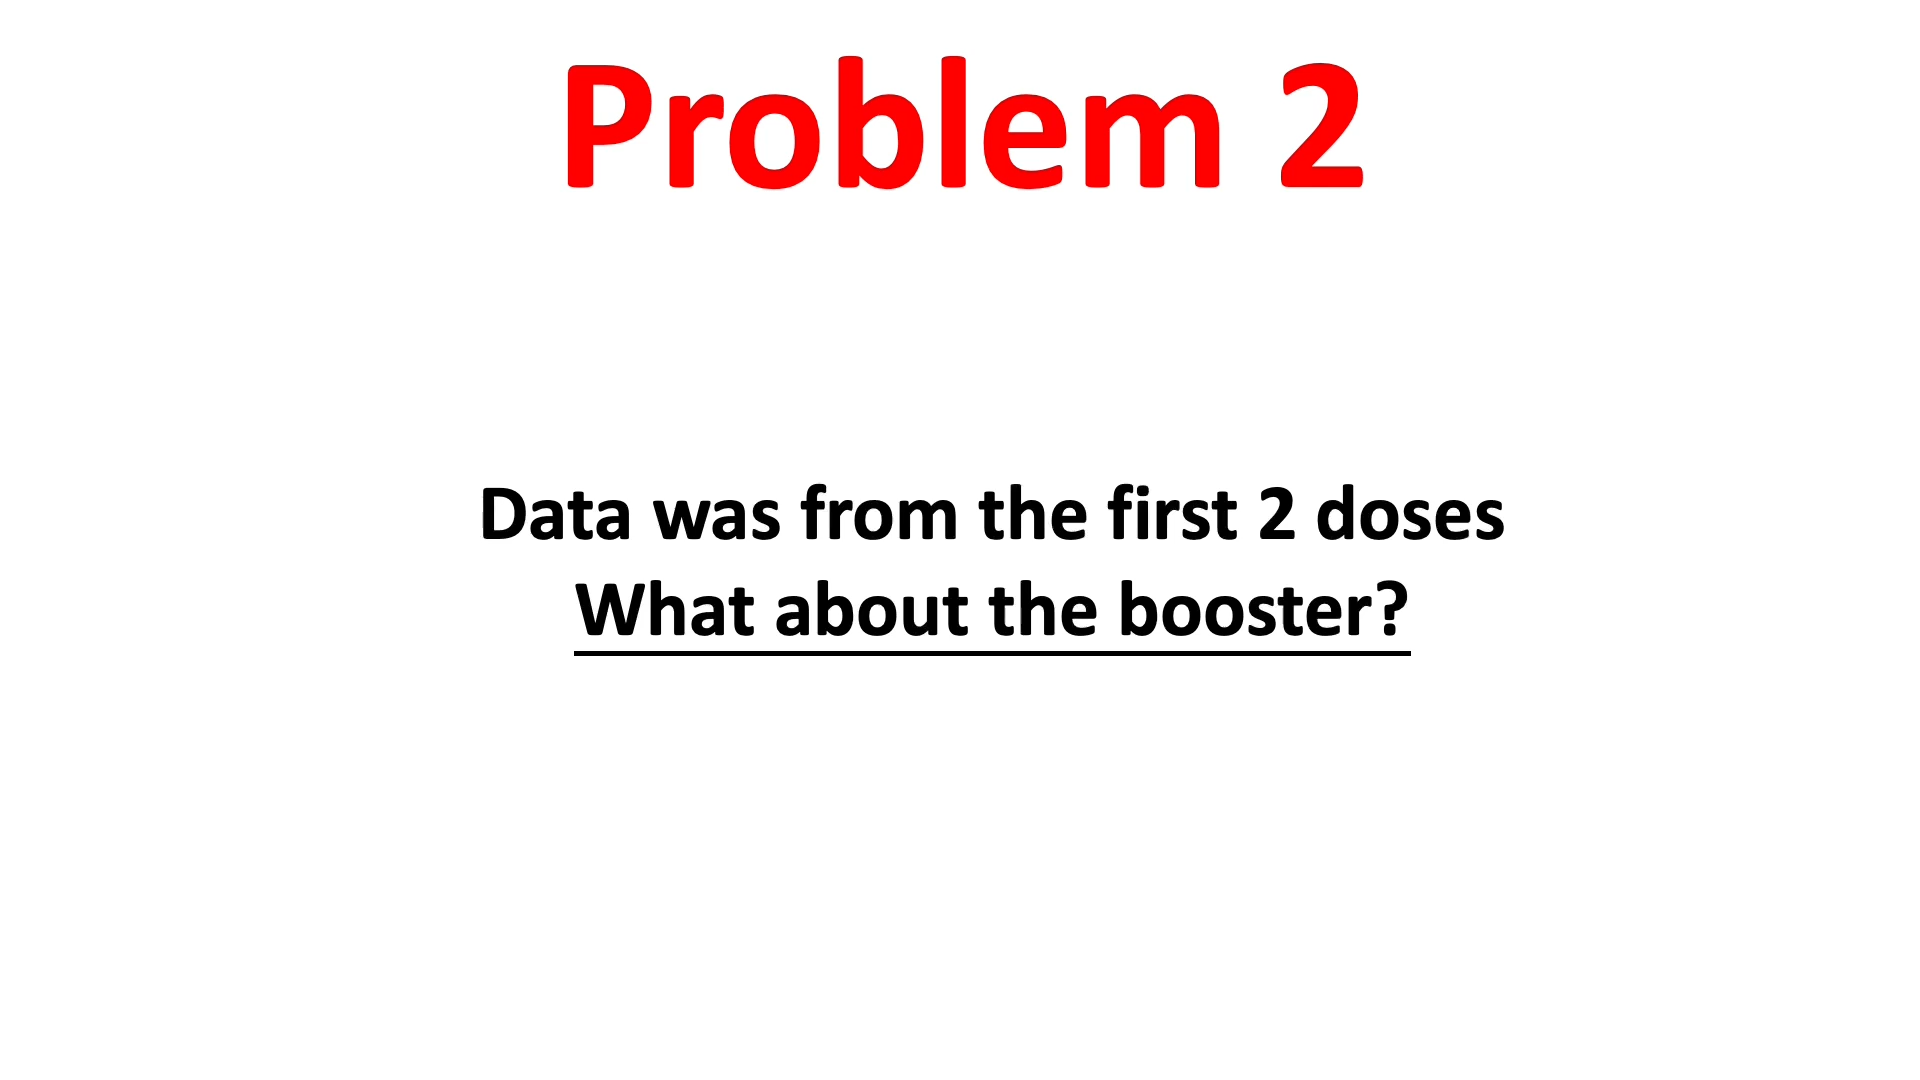 Problem 2
Data was from the first 2 doses
What about the booster?